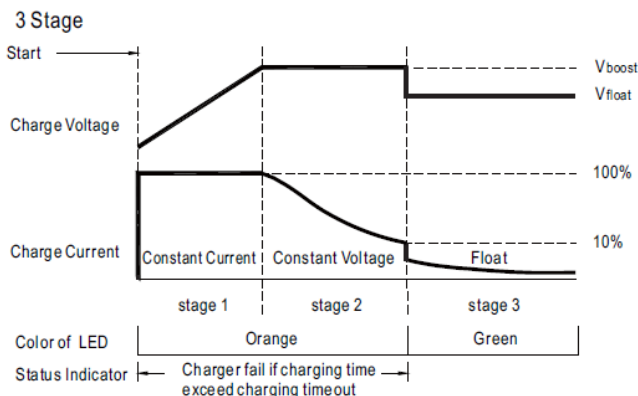 3 Stage
Start
Vboost
Vfloat
Charge Voltage
100%
10%
Charge Current
Constant Current
Constant Voltage
Float
stage 1
stage 2
stage 3
Color of LED
Orange
Green
Status Indicator
Charger fail if charging time
exceed charging timeout